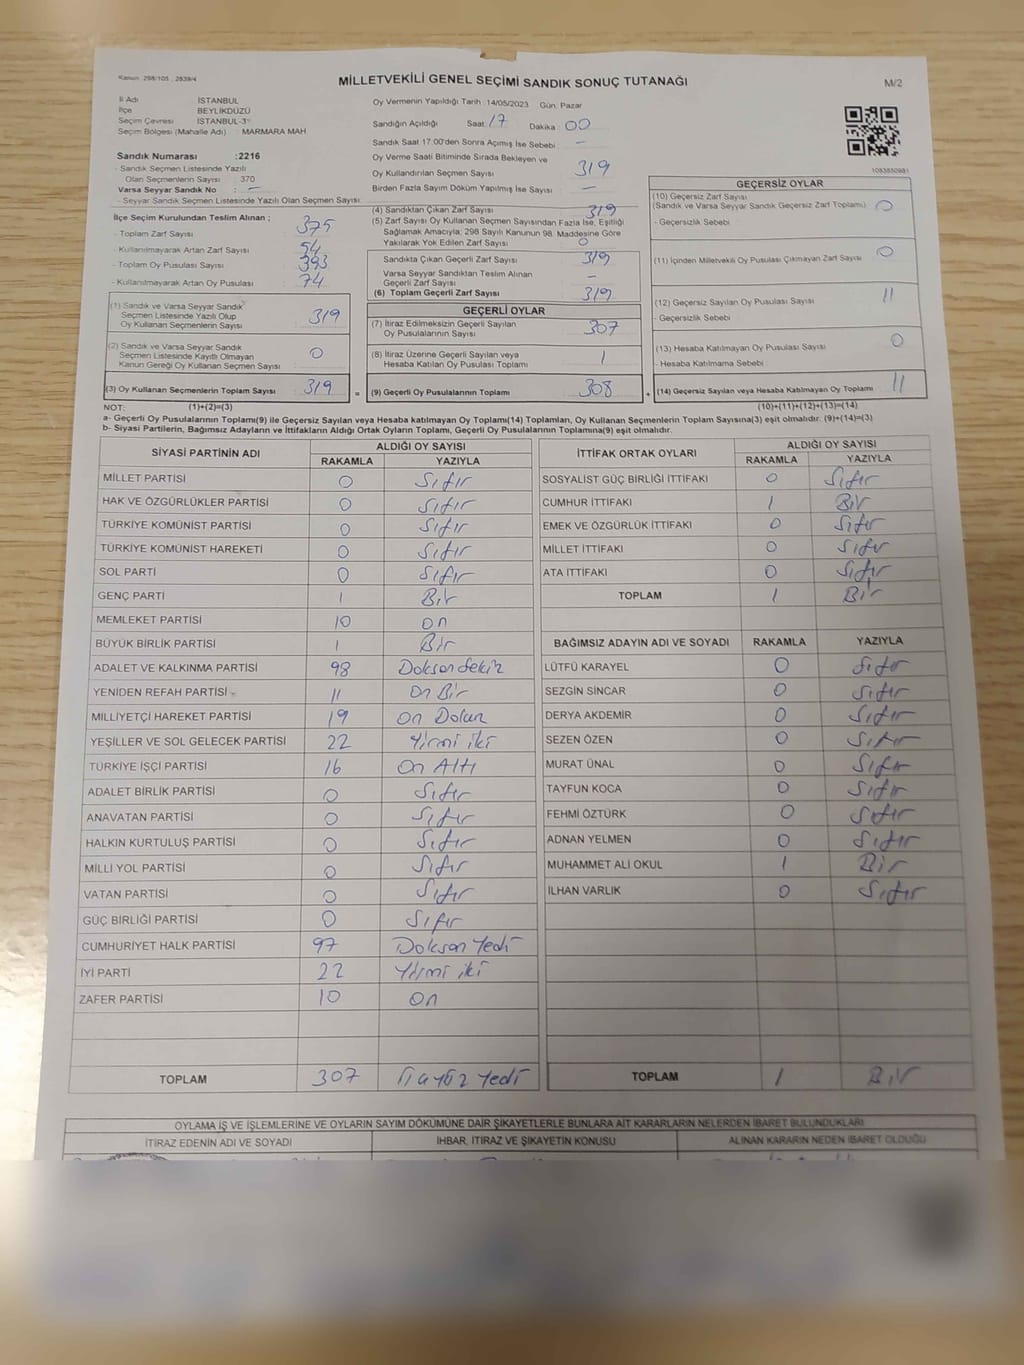 Kanun: 298/105 , 2839/4
MİLLETVEKİLİ GENEL SEÇİMİ SANDIK SONUÇ TUTANAĞI
M/2
İl Adı İSTANBUL
İlçe BEYLİKDÜZÜ
Seçim Çevresi İSTANBUL-3
Seçim Bölgesi (Mahalle Adı) MARMARA MAH
Sandık Numarası :2216
- Sandık Seçmen Listesinde Yazılı
Olan Seçmenlerin Sayısı : 370
Varsa Seyyar Sandık No : -
- Seyyar Sandık Seçmen Listesinde Yazılı Olan Seçmen Sayısı:
Oy Vermenin Yapıldığı Tarih :14/05/2023 Gün: Pazar
Sandığın Açıldığı Saat: 17 Dakika : 00
Sandık Saat 17:00'den Sonra Açılmış İse Sebebi : -
Oy Verme Saati Bitiminde Sırada Bekleyen ve
Oy Kullandırılan Seçmen Sayısı : 319
Birden Fazla Sayım Döküm Yapılmış İse Sayısı : -
1083850981
İlçe Seçim Kurulundan Teslim Alınan ;
- Toplam Zarf Sayısı : 375
- Kullanılmayarak Artan Zarf Sayısı : 54
- Toplam Oy Pusulası Sayısı : 393
- Kullanılmayarak Artan Oy Pusulası : 74
(1) Sandık ve Varsa Seyyar Sandık
Seçmen Listesinde Yazılı Olup
Oy Kullanan Seçmenlerin Sayısı : 319
(2) Sandık ve Varsa Seyyar Sandık
Seçmen Listesinde Kayıtlı Olmayan
Kanun Gereği Oy Kullanan Seçmen Sayısı : 0
(3) Oy Kullanan Seçmenlerin Toplam Sayısı : 319
(4) Sandıktan Çıkan Zarf Sayısı : 319
(5) Zarf Sayısı Oy Kullanan Seçmen Sayısından Fazla İse, Eşitliği
Sağlamak Amacıyla; 298 Sayılı Kanunun 98. Maddesine Göre
Yakılarak Yok Edilen Zarf Sayısı : 0
Sandıkta Çıkan Geçerli Zarf Sayısı : 319
Varsa Seyyar Sandıktan Teslim Alınan
Geçerli Zarf Sayısı : -
(6) Toplam Geçerli Zarf Sayısı : 319
GEÇERLİ OYLAR
(7) İtiraz Edilmeksizin Geçerli Sayılan
Oy Pusulalarının Sayısı : 307
(8) İtiraz Üzerine Geçerli Sayılan veya
Hesaba Katılan Oy Pusulası Toplamı : 1
= (9) Geçerli Oy Pusulalarının Toplamı : 308
GEÇERSİZ OYLAR
(10) Geçersiz Zarf Sayısı
(Sandık ve Varsa Seyyar Sandık Geçersiz Zarf Toplamı) : 0
- Geçersizlik Sebebi :
(11) İçinden Milletvekili Oy Pusulası Çıkmayan Zarf Sayısı : 0
(12) Geçersiz Sayılan Oy Pusulası Sayısı : 11
- Geçersizlik Sebebi :
(13) Hesaba Katılmayan Oy Pusulası Sayısı : 0
- Hesaba Katılmama Sebebi :
+ (14) Geçersiz Sayılan veya Hesaba Katılmayan Oy Toplamı : 11
NOT: (1)+(2)=(3) (10)+(11)+(12)+(13)=(14)
a- Geçerli Oy Pusulalarının Toplamı(9) ile Geçersiz Sayılan veya Hesaba katılmayan Oy Toplamı(14) Toplamları, Oy Kullanan Seçmenlerin Toplam Sayısına(3) eşit olmalıdır. (9)+(14)=(3)
b- Siyasi Partilerin, Bağımsız Adayların ve İttifakların Aldığı Oyların Toplamı, Geçerli Oy Pusulalarının Toplamına(9) eşit olmalıdır.
SİYASİ PARTİNİN ADI ALDIĞI OY SAYISI
RAKAMLA YAZIYLA
MİLLET PARTİSİ 0 Sıfır
HAK VE ÖZGÜRLÜKLER PARTİSİ 0 Sıfır
TÜRKİYE KOMÜNİST PARTİSİ 0 Sıfır
TÜRKİYE KOMÜNİST HAREKETİ 0 Sıfır
SOL PARTİ 0 Sıfır
GENÇ PARTİ 1 Bir
MEMLEKET PARTİSİ 10 on
BÜYÜK BİRLİK PARTİSİ 1 Bir
ADALET VE KALKINMA PARTİSİ 98 Doksan Sekiz
YENİDEN REFAH PARTİSİ 11 On Bir
MİLLİYETÇİ HAREKET PARTİSİ 19 On Dokuz
YEŞİLLER VE SOL GELECEK PARTİSİ 22 Yirmi iki
TÜRKİYE İŞÇİ PARTİSİ 16 On Altı
ADALET BİRLİK PARTİSİ 0 Sıfır
ANAVATAN PARTİSİ 0 Sıfır
HALKIN KURTULUŞ PARTİSİ 0 Sıfır
MİLLİ YOL PARTİSİ 0 Sıfır
VATAN PARTİSİ 0 Sıfır
GÜÇ BİRLİĞİ PARTİSİ 0 Sıfır
CUMHURİYET HALK PARTİSİ 97 Doksan Yedi
İYİ PARTİ 22 Yirmi iki
ZAFER PARTİSİ 10 On
TOPLAM 307 Üçyüz Yedi
İTTİFAK ORTAK OYLARI ALDIĞI OY SAYISI
RAKAMLA YAZIYLA
SOSYALİST GÜÇ BİRLİĞİ İTTİFAKI 0 Sıfır
CUMHUR İTTİFAKI 1 Bir
EMEK VE ÖZGÜRLÜK İTTİFAKI 0 Sıfır
MİLLET İTTİFAKI 0 Sıfır
ATA İTTİFAKI 0 Sıfır
TOPLAM 1 Bir
BAĞIMSIZ ADAYIN ADI VE SOYADI RAKAMLA YAZIYLA
LÜTFÜ KARAYEL 0 Sıfır
SEZGİN SİNCAR 0 Sıfır
DERYA AKDEMİR 0 Sıfır
SEZEN ÖZEN 0 Sıfır
MURAT ÜNAL 0 Sıfır
TAYFUN KOCA 0 Sıfır
FEHMİ ÖZTÜRK 0 Sıfır
ADNAN YELMEN 0 Sıfır
MUHAMMET ALİ OKUL 1 Bir
İLHAN VARLIK 0 Sıfır
TOPLAM 1 Bir
OYLAMA İŞ VE İŞLEMLERİNE VE OYLARIN SAYIM DÖKÜMÜNE DAİR ŞİKAYETLERLE BUNLARA AİT KARARLARIN NELERDEN İBARET BULUNDUKLARI
İTİRAZ EDENİN ADI VE SOYADI İHBAR, İTİRAZ VE ŞİKAYETİN KONUSU ALINAN KARARIN NEDEN İBARET OLDUĞU